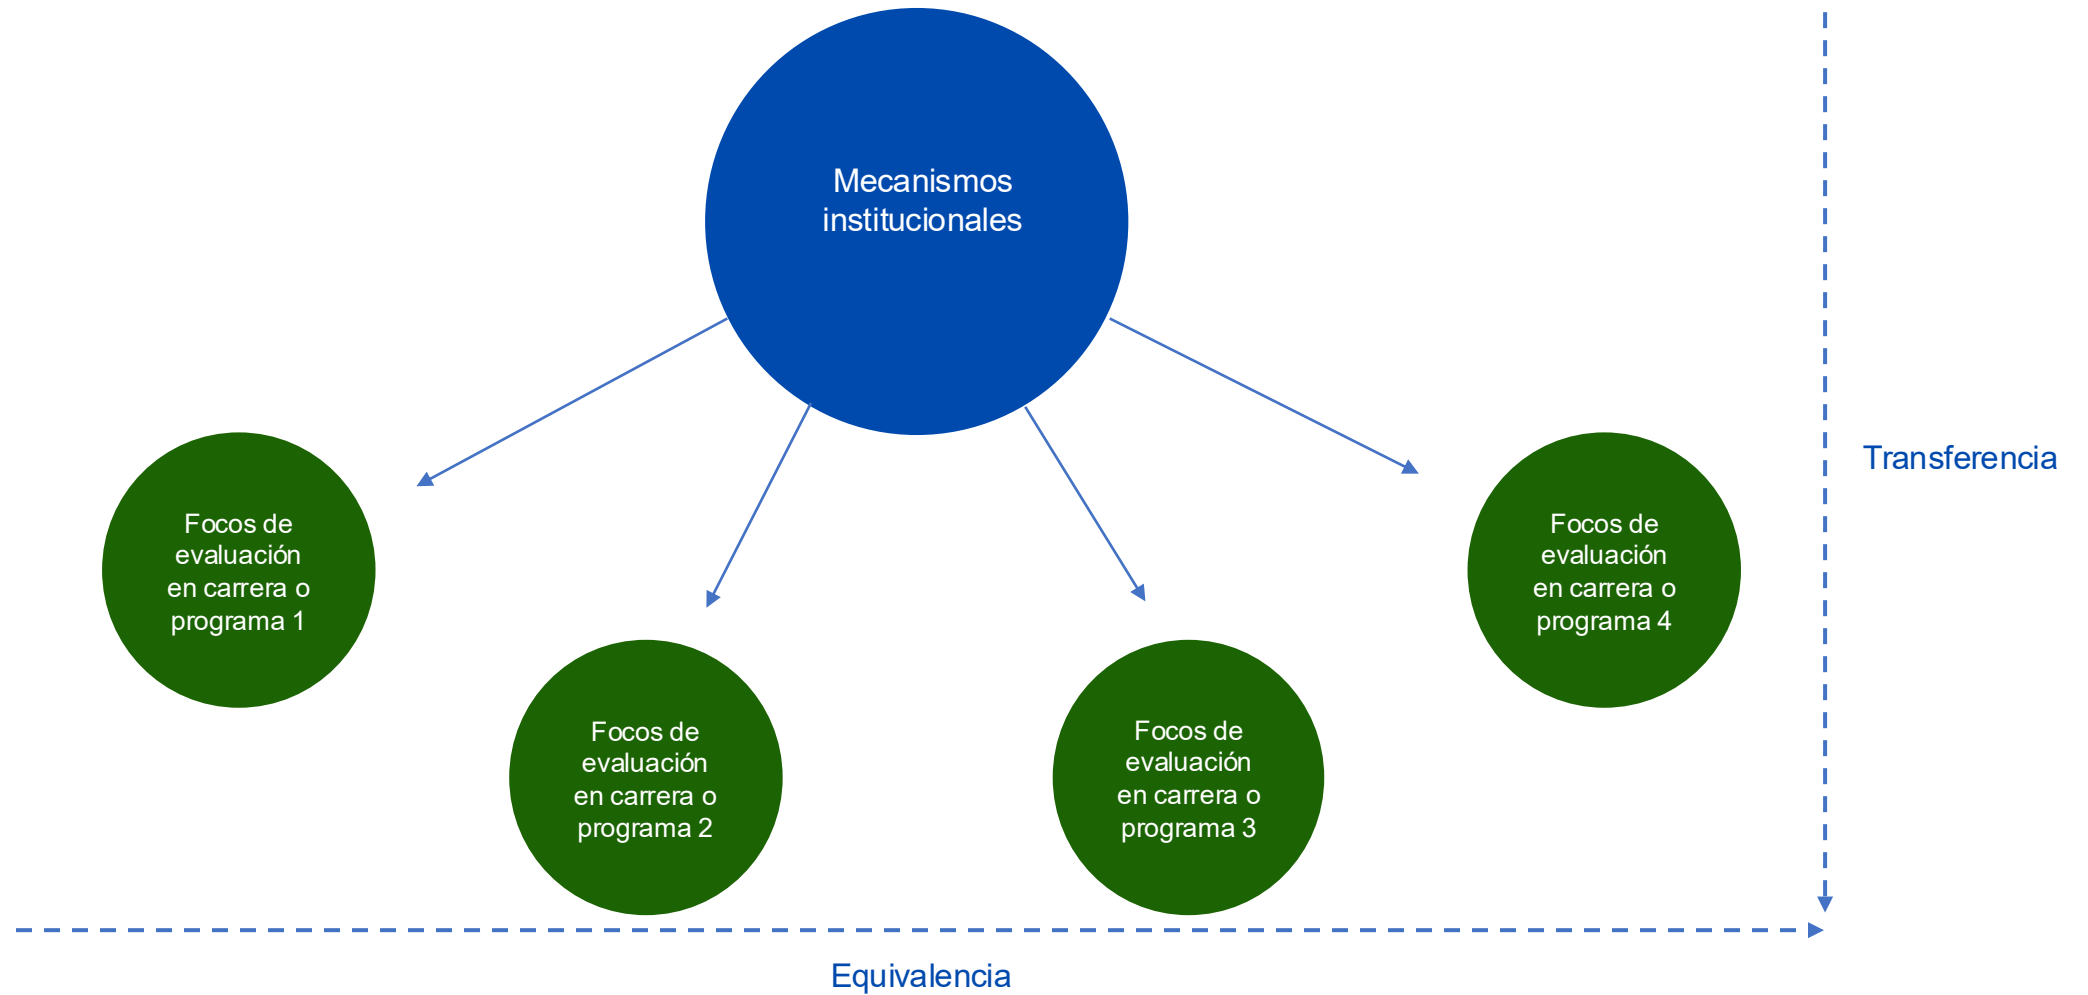 Mecanismos
institucionales
Transferencia
Focos de
evaluación
en carrera o
programa 1
Focos de
evaluación
en carrera o
programa 4
Focos de
evaluación
en carrera o
programa 2
Focos de
evaluación
en carrera o
programa 3
Equivalencia